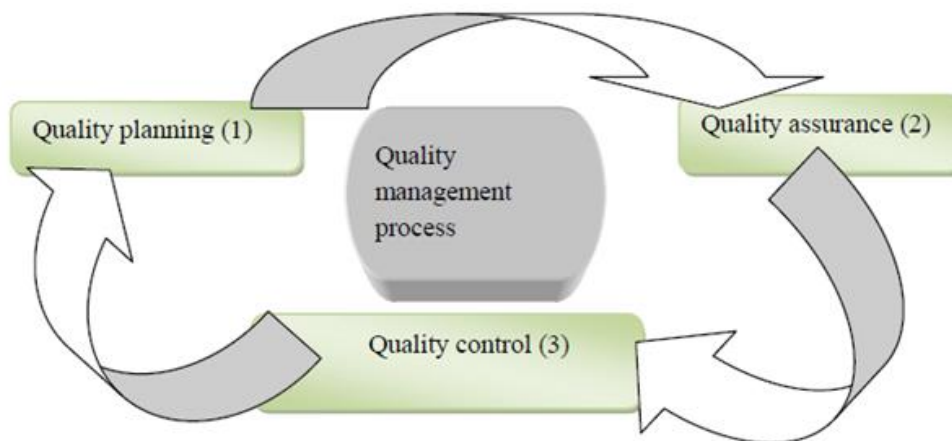 Quality planning (1)
Quality assurance (2)
Quality
management
process
Quality control (3)